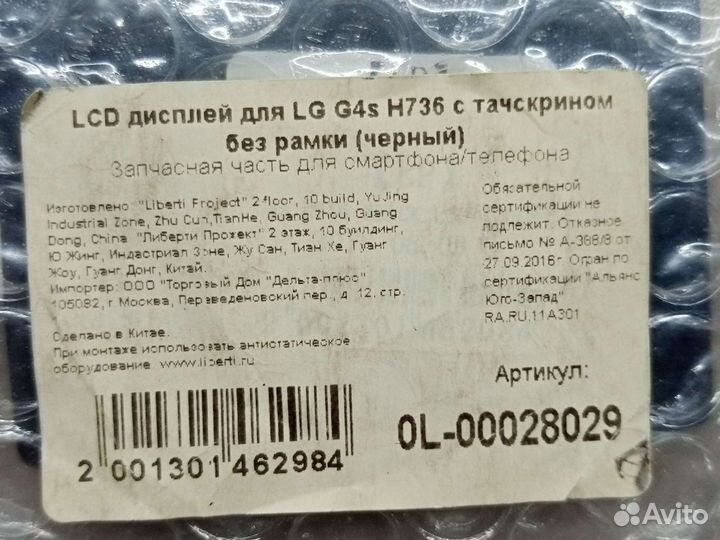 LCD дисплей для LG G4s H736 с тачскрином
без рамки (черный)
Запчасная часть для смартфона/телефона
Изготовлено: "Liberti Froject" 2 floor, 10 build, YuJing
Industrial Zone, Zhu Cun,TianHe, Guang Zhou, Guang
Dong, China "Либерти Прожект" 2 этаж, 10 буилдинг,
Ю Жинг, Индастриал Зоне, Жу Сан, Тиан Хе, Гуанг
Жоу, Гуанг Донг, Китай.
Импортер: ООО "Торговый Дом "Дельта-плюс"
105082, г Москва, Переведеновский пер., д 12, стр.
Сделано в Китае.
При монтаже использовать антистатическое
оборудование www.liberti.ru
Обязательной
сертификации не
подлежит. Отказное
письмо № А-388/8 от
27.09.2016г. Орган по
сертификации "Альянс
Юго-Запад"
RA.RU.11A301
Артикул:
0L-00028029
2 001301 462984
Avito